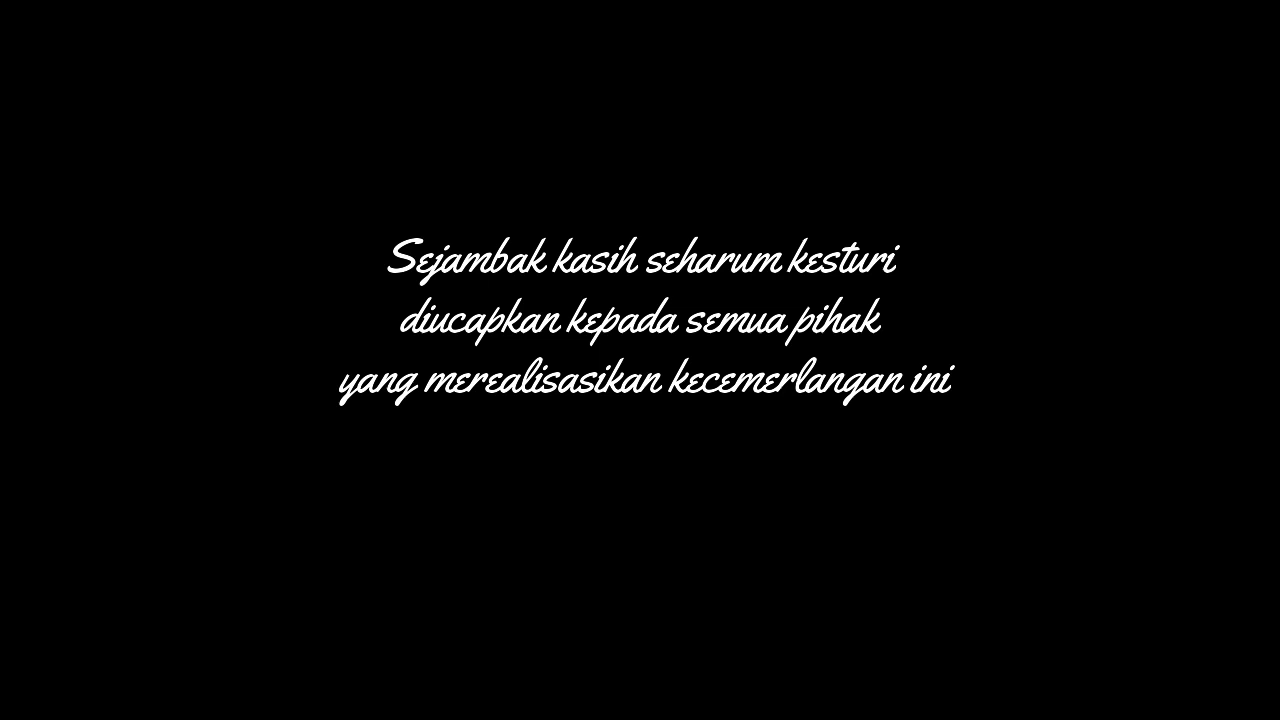 Sejambak kasih seharum kesturi
diucapkan kepada semua pihak
yang merealisasikan kecemerlangan ini